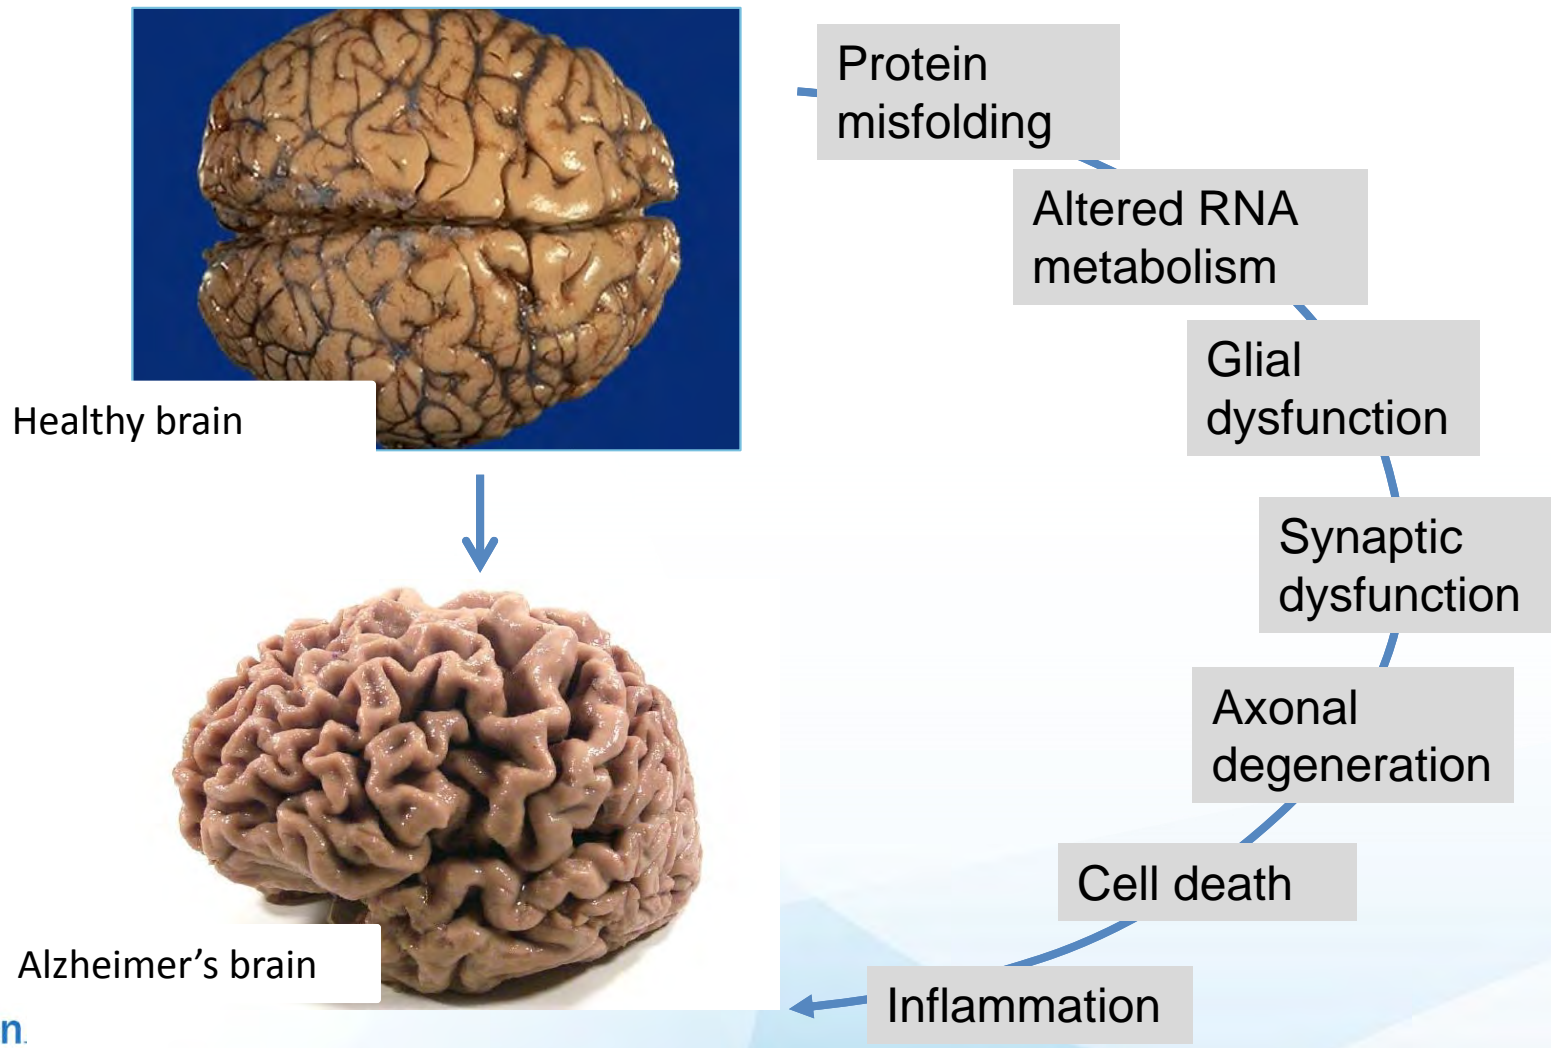 Protein
misfolding
Altered RNA
metabolism
Glial
dysfunction
Healthy brain
Synaptic
dysfunction
Axonal
degeneration
Cell death
Alzheimer’s brain
Inflammation
n.